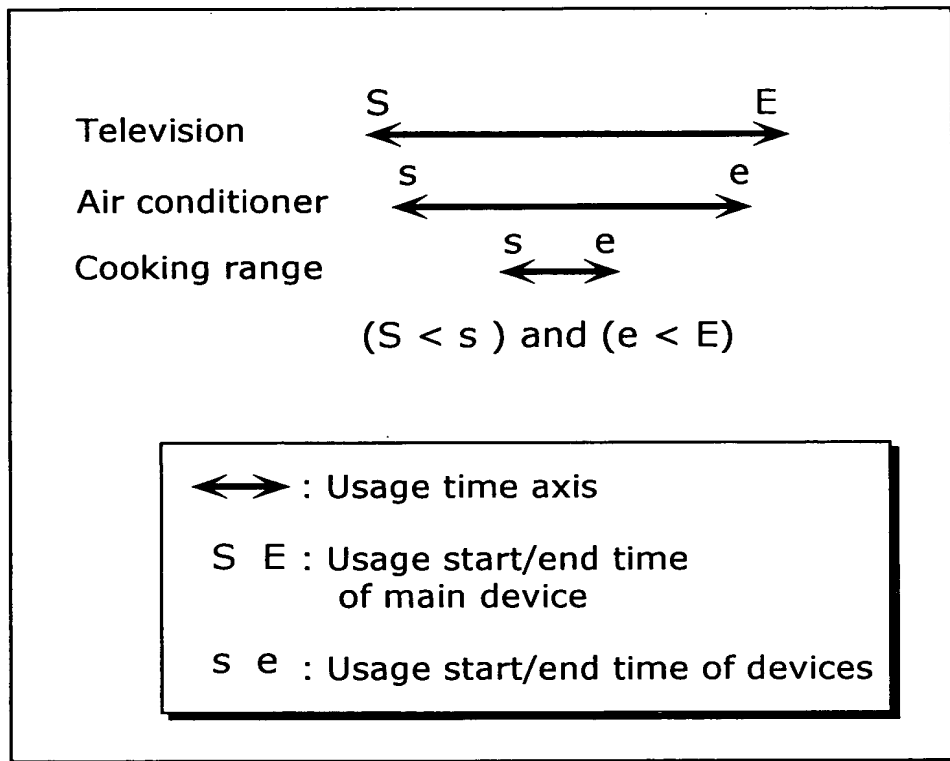 S E
Television
s e
Air conditioner
s e
Cooking range
(S < s ) and (e < E)
: Usage time axis
S E : Usage start/end time
of main device
s e : Usage start/end time of devices